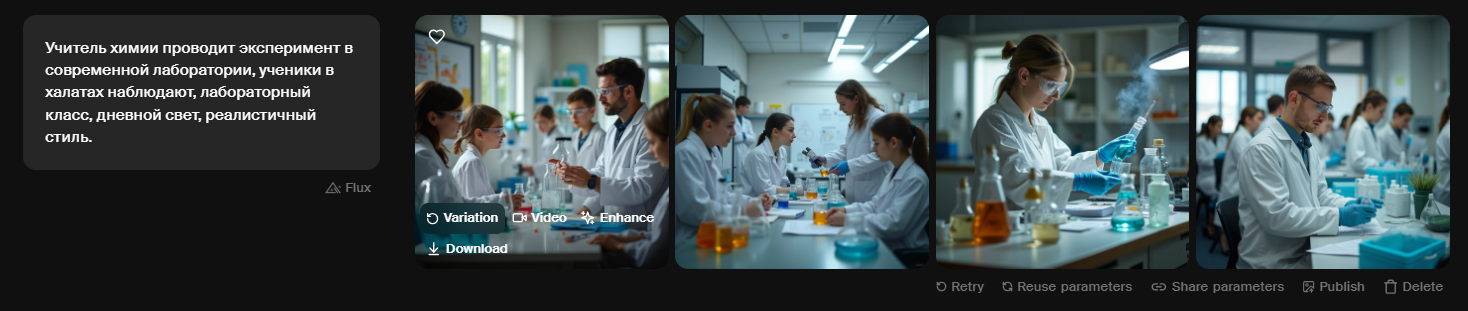 Учитель химии проводит эксперимент в
современной лаборатории, ученики в
халатах наблюдают, лабораторный
класс, дневной свет, реалистичный
стиль.
Flux
Variation Video Enhance
Download
Retry Reuse parameters Share parameters Publish Delete